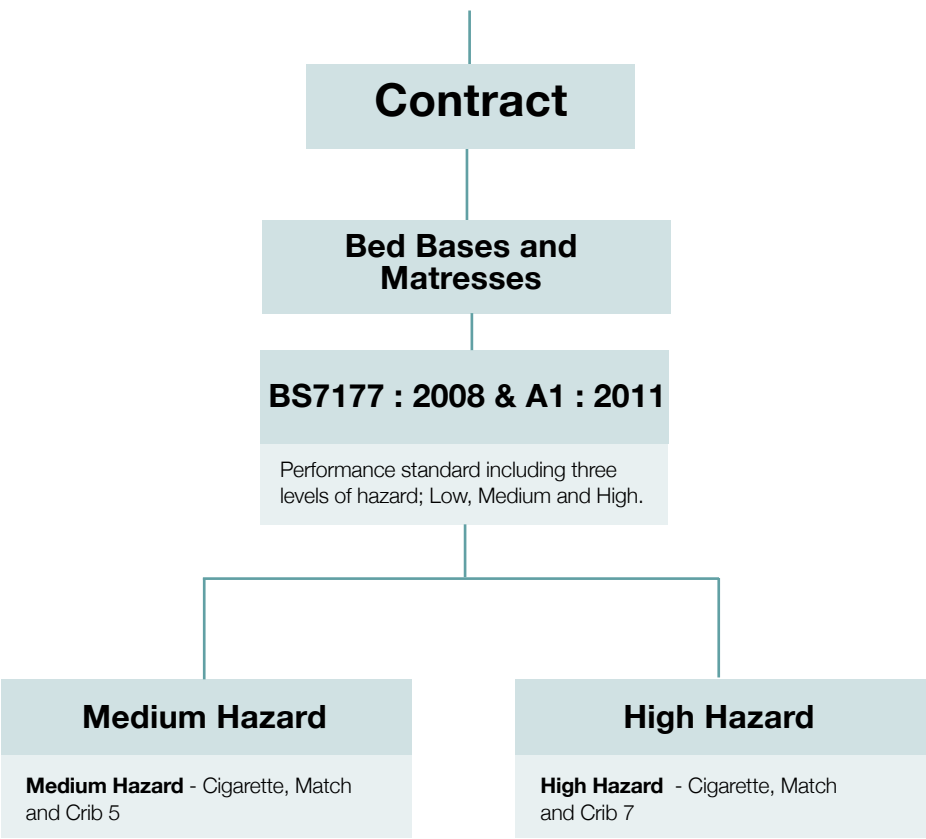 Contract
Bed Bases and
Matresses
BS7177 : 2008 & A1 : 2011
Performance standard including three
levels of hazard; Low, Medium and High.
Medium Hazard
Medium Hazard - Cigarette, Match
and Crib 5
High Hazard
High Hazard - Cigarette, Match
and Crib 7